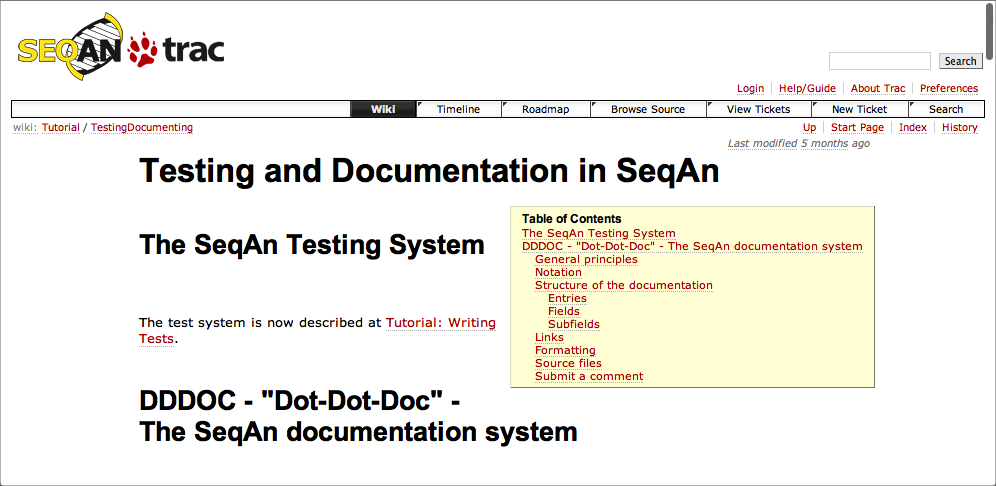 SEQAN trac
Search
Login Help/Guide About Trac Preferences
Wiki Timeline Roadmap Browse Source View Tickets New Ticket Search
wiki: Tutorial / TestingDocumenting
Up Start Page Index History
Last modified 5 months ago
Testing and Documentation in SeqAn
The SeqAn Testing System
The test system is now described at Tutorial: Writing
Tests.
Table of Contents
The SeqAn Testing System
DDDOC - "Dot-Dot-Doc" - The SeqAn documentation system
General principles
Notation
Structure of the documentation
Entries
Fields
Subfields
Links
Formatting
Source files
Submit a comment
DDDOC - "Dot-Dot-Doc" -
The SeqAn documentation system